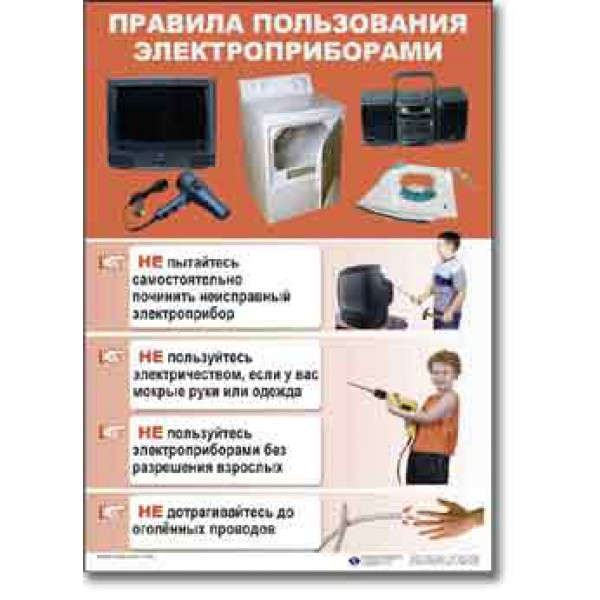 ПРАВИЛА ПОЛЬЗОВАНИЯ
ЭЛЕКТРОПРИБОРАМИ
НЕ пытайтесь
самостоятельно
починить неисправный
электроприбор
НЕ пользуйтесь
электричеством, если у вас
мокрые руки или одежда
НЕ пользуйтесь
электроприборами без
разрешения взрослых
НЕ дотрагивайтесь до
оголённых проводов